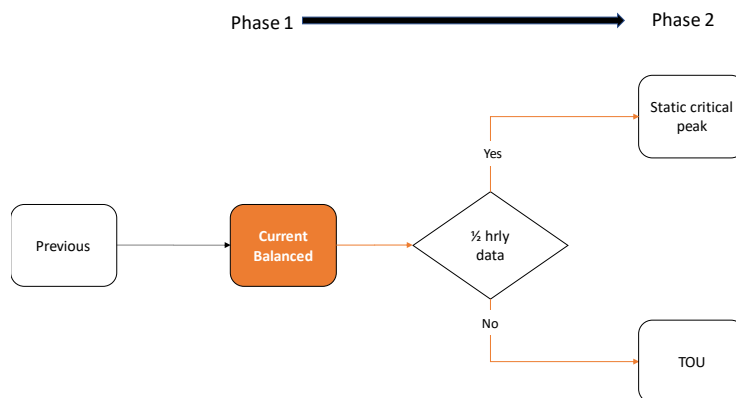 Phase 1
Phase 2
Static critical
peak
Yes
Previous
Current
Balanced
½ hrly
data
No
TOU